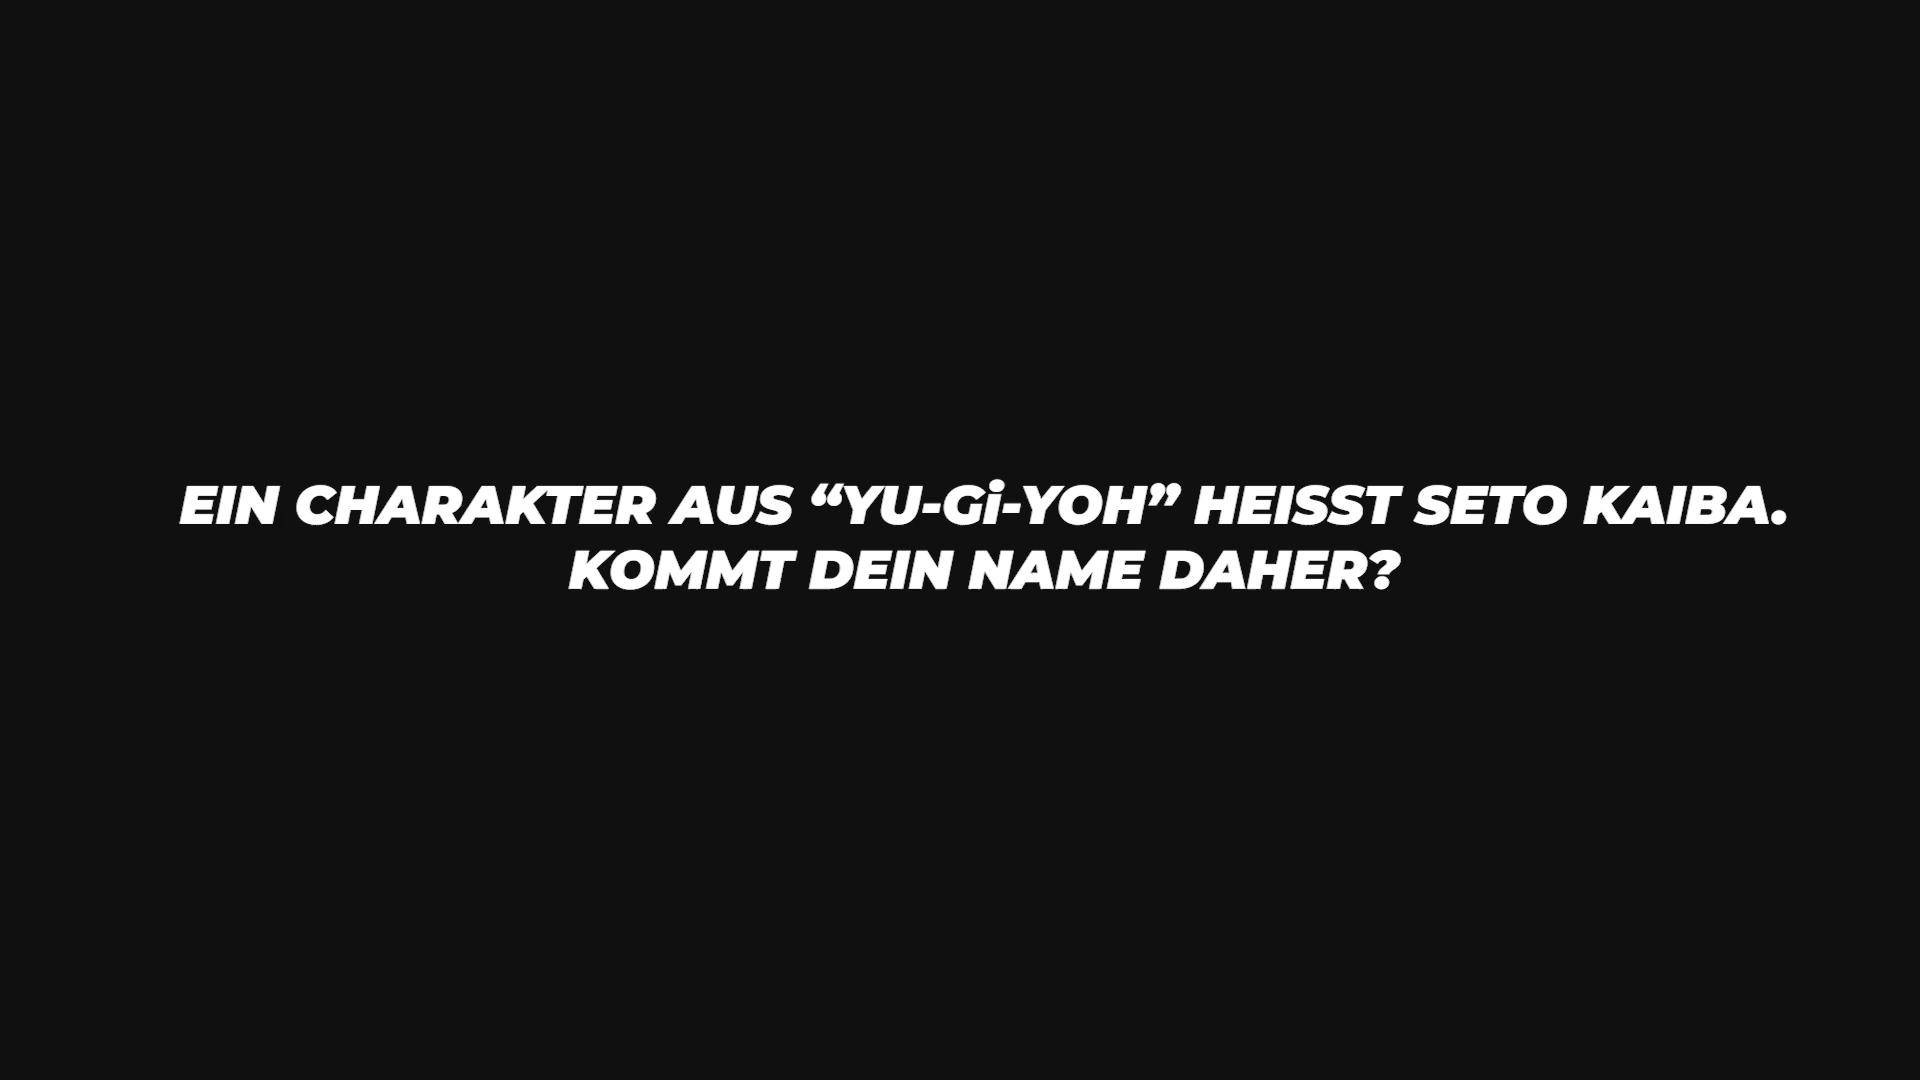 EIN CHARAKTER AUS “YU-Gi-YOH” HEISST SETO KAIBA.
KOMMT DEIN NAME DAHER?